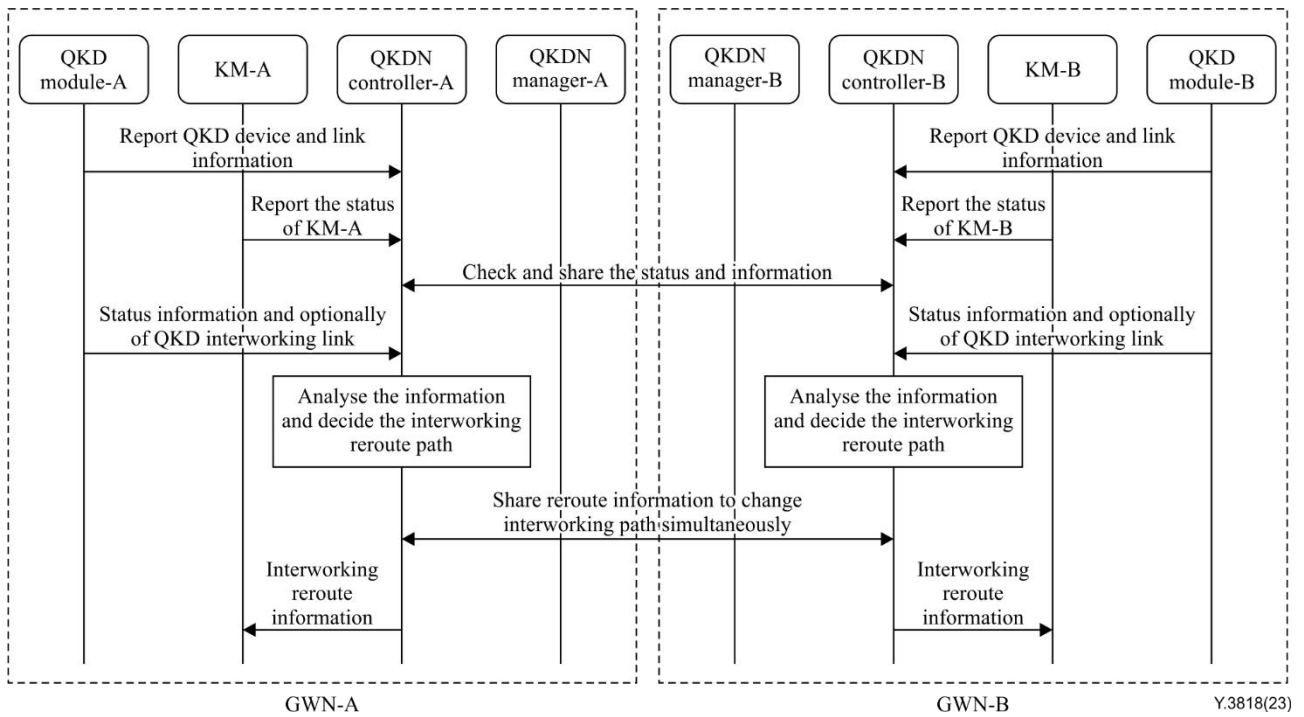 QKD
module-A
KM-A
QKDN
controller-A
QKDN
manager-A
QKDN
manager-B
QKDN
controller-B
KM-B
QKD
module-B
Report QKD device and link
information
Report QKD device and link
information
Report the status
of KM-A
Report the status
of KM-B
Check and share the status and information
Status information and optionally
of QKD interworking link
Status information and optionally
of QKD interworking link
Analyse the information
and decide the interworking
reroute path
Analyse the information
and decide the interworking
reroute path
Share reroute information to change
interworking path simultaneously
Interworking
reroute
information
Interworking
reroute
information
GWN-A
GWN-B
Y.3818(23)